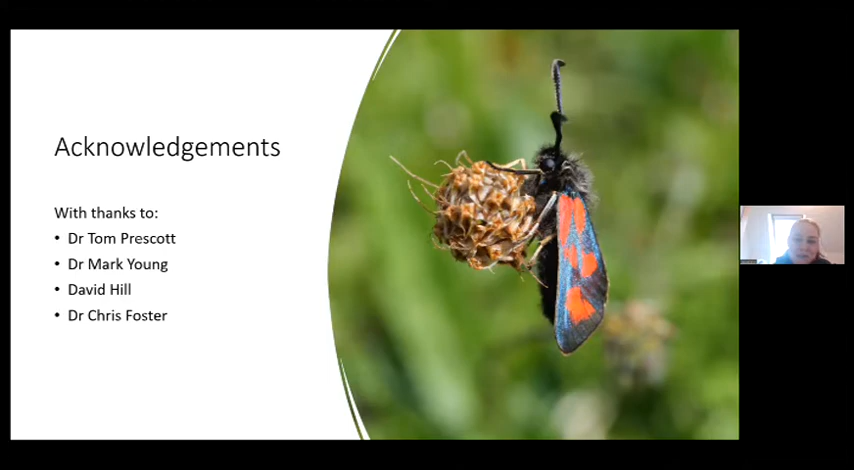 Acknowledgements
With thanks to:
• Dr Tom Prescott
• Dr Mark Young
• David Hill
• Dr Chris Foster